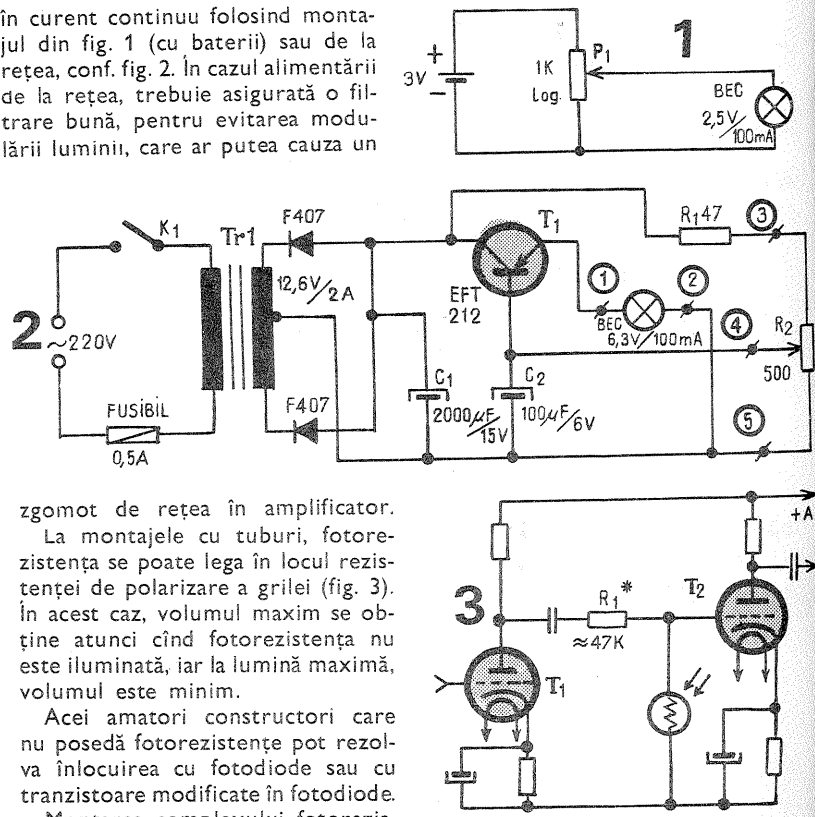 în curent continuu folosind monta-
jul din fig. 1 (cu baterii) sau de la
rețea, conf. fig. 2. În cazul alimentării
de la rețea, trebuie asigurată o fil-
trare bună, pentru evitarea modu-
lării luminii, care ar putea cauza un
1
+
3V
−
1K
Log.
P1
BEC
2,5V/100mA
2
~220V
K1
Tr1
F407
12,6V/2A
F407
FUSIBIL
0,5A
C1
2000µF/15V
T1
EFT
212
C2
100µF/6V
R1 47
3
1
2
BEC
6,3V/100mA
4
R2
500
5
zgomot de rețea în amplificator.
La montajele cu tuburi, fotore-
zistența se poate lega în locul rezis-
tenței de polarizare a grilei (fig. 3).
În acest caz, volumul maxim se ob-
ține atunci cînd fotorezistența nu
este iluminată, iar la lumină maximă,
volumul este minim.
Acei amatori constructori care
nu posedă fotorezistențe pot rezol-
va înlocuirea cu fotodiode sau cu
tranzistoare modificate în fotodiode.
3
+A
R1*
≈47K
T2
T1